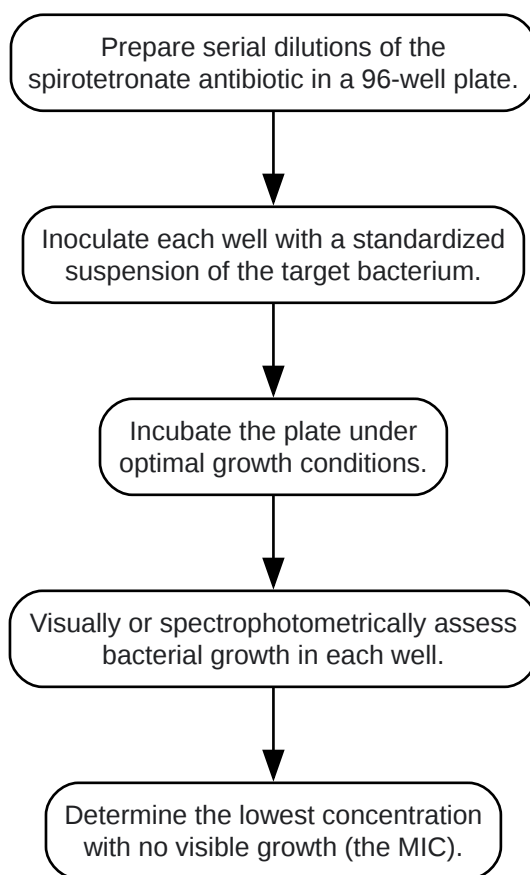 Prepare serial dilutions of the
spirotetronate antibiotic in a 96-well plate.
Inoculate each well with a standardized
suspension of the target bacterium.
Incubate the plate under
optimal growth conditions.
Visually or spectrophotometrically assess
bacterial growth in each well.
Determine the lowest concentration
with no visible growth (the MIC).